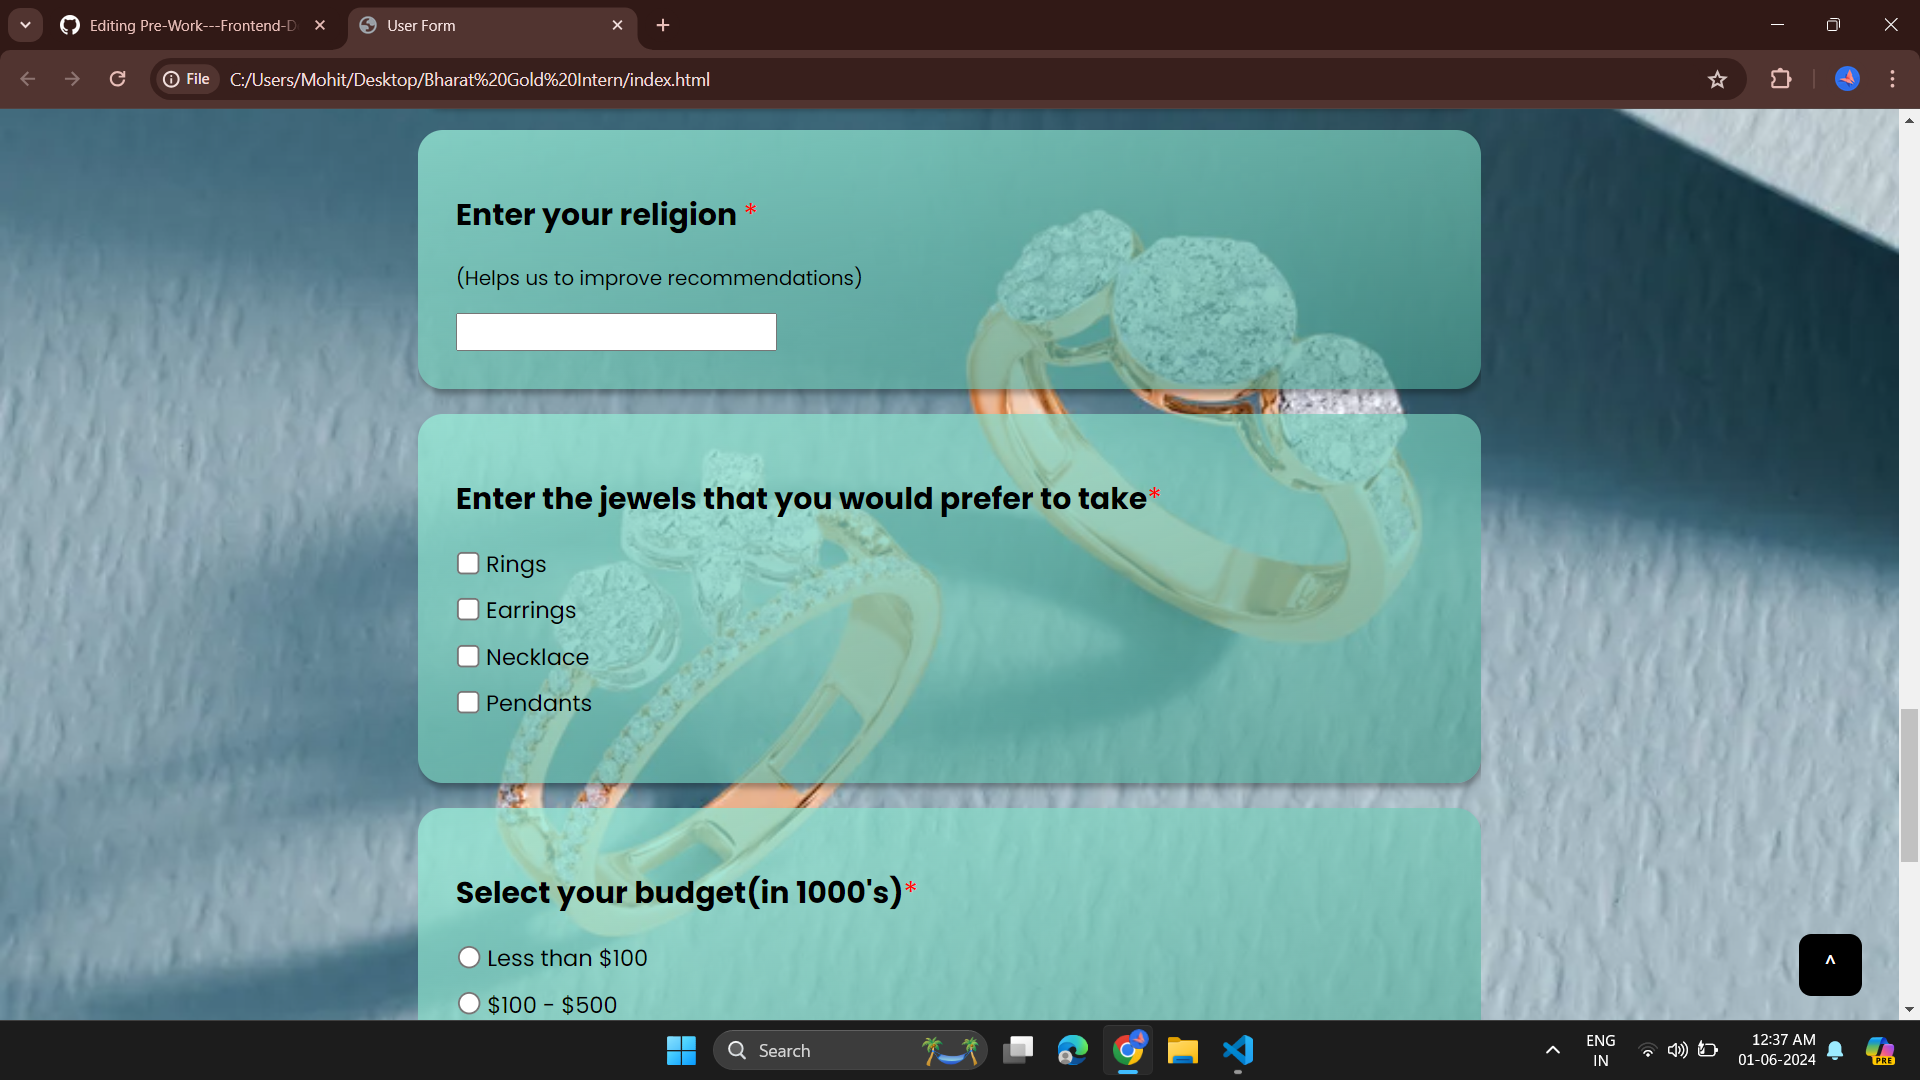 Editing Pre-Work---Frontend-D
User Form
File
C:/Users/Mohit/Desktop/Bharat%20Gold%20Intern/index.html
Enter your religion *
(Helps us to improve recommendations)
Enter the jewels that you would prefer to take*
Rings
Earrings
Necklace
Pendants
Select your budget(in 1000's)*
Less than $100
$100 - $500
^
Search
ENG
IN
12:37 AM
01-06-2024
PRE